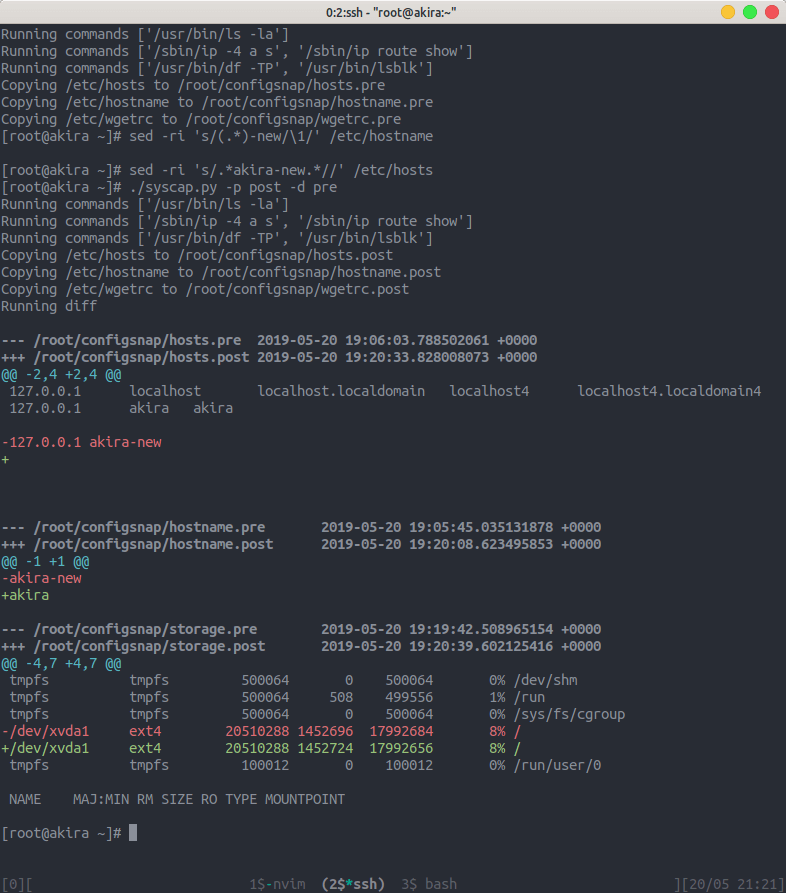 0:2:ssh - "root@akira:~"
Running commands ['/usr/bin/ls -la']
Running commands ['/sbin/ip -4 a s', '/sbin/ip route show']
Running commands ['/usr/bin/df -TP', '/usr/bin/lsblk']
Copying /etc/hosts to /root/configsnap/hosts.pre
Copying /etc/hostname to /root/configsnap/hostname.pre
Copying /etc/wgetrc to /root/configsnap/wgetrc.pre
[root@akira ~]# sed -ri 's/(.*)-new/\1/' /etc/hostname
[root@akira ~]# sed -ri 's/.*akira-new.*//' /etc/hosts
[root@akira ~]# ./syscap.py -p post -d pre
Running commands ['/usr/bin/ls -la']
Running commands ['/sbin/ip -4 a s', '/sbin/ip route show']
Running commands ['/usr/bin/df -TP', '/usr/bin/lsblk']
Copying /etc/hosts to /root/configsnap/hosts.post
Copying /etc/hostname to /root/configsnap/hostname.post
Copying /etc/wgetrc to /root/configsnap/wgetrc.post
Running diff
--- /root/configsnap/hosts.pre  2019-05-20 19:06:03.788502061 +0000
+++ /root/configsnap/hosts.post 2019-05-20 19:20:33.828008073 +0000
@@ -2,4 +2,4 @@
 127.0.0.1      localhost       localhost.localdomain   localhost4      localhost4.localdomain4
 127.0.0.1      akira   akira
-127.0.0.1 akira-new
+
--- /root/configsnap/hostname.pre       2019-05-20 19:05:45.035131878 +0000
+++ /root/configsnap/hostname.post      2019-05-20 19:20:08.623495853 +0000
@@ -1 +1 @@
-akira-new
+akira
--- /root/configsnap/storage.pre        2019-05-20 19:19:42.508965154 +0000
+++ /root/configsnap/storage.post       2019-05-20 19:20:39.602125416 +0000
@@ -4,7 +4,7 @@
 tmpfs          tmpfs         500064       0    500064       0% /dev/shm
 tmpfs          tmpfs         500064     508    499556       1% /run
 tmpfs          tmpfs         500064       0    500064       0% /sys/fs/cgroup
-/dev/xvda1     ext4        20510288 1452696  17992684       8% /
+/dev/xvda1     ext4        20510288 1452724  17992656       8% /
 tmpfs          tmpfs         100012       0    100012       0% /run/user/0
 NAME    MAJ:MIN RM SIZE RO TYPE MOUNTPOINT
[root@akira ~]#
[0][                           1$-nvim  (2$*ssh)  3$ bash                           ][20/05 21:21]